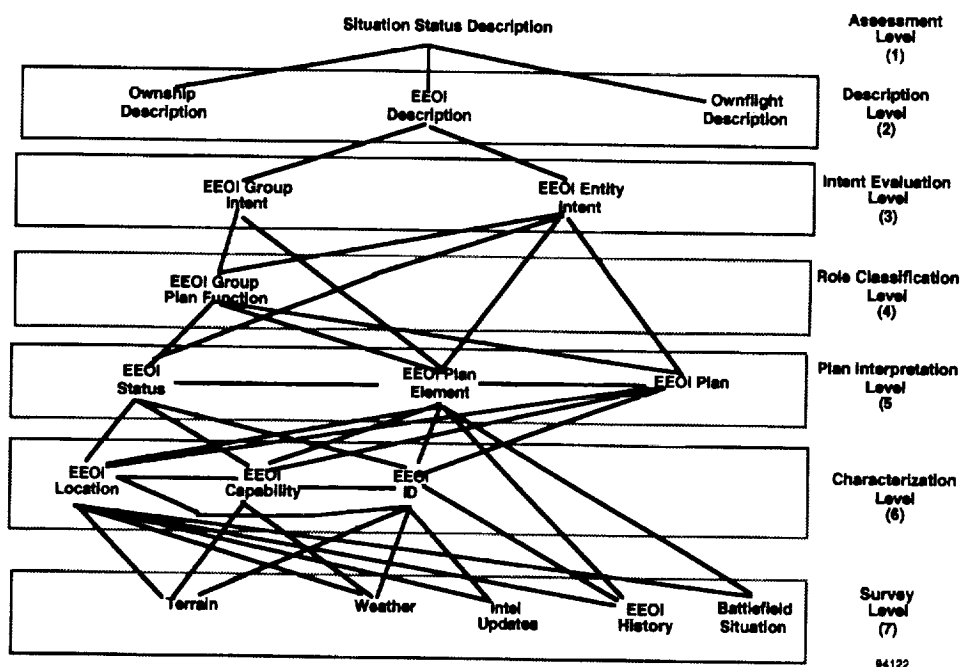 Situation Status Description
Assessment
Level
(1)
Ownship
Description
EEOI
Description
Ownflight
Description
Description
Level
(2)
EEOI Group
Intent
EEOI Entity
Intent
Intent Evaluation
Level
(3)
EEOI Group
Plan Function
Role Classification
Level
(4)
EEOI
Status
EEOI Plan
Element
EEOI Plan
Plan Interpretation
Level
(5
EEOI
Location
EEOI
Capability
EEOI
ID
Characterization
Level
(6)
Terrain
Weather
Intel
Updates
EEOI
History
Battlefield
Situation
Survey
Level
(7)
94122